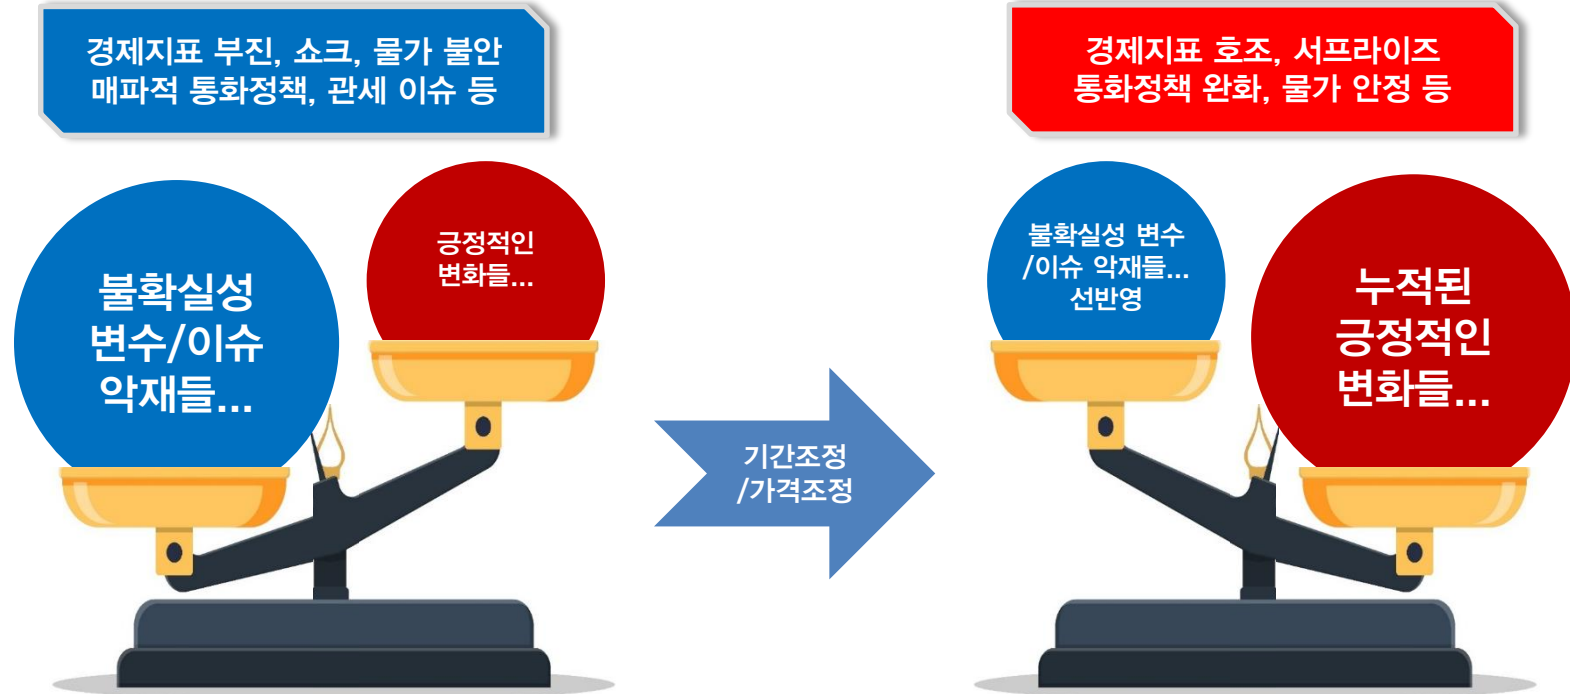 경제지표 부진, 쇼크, 물가 불안
매파적 통화정책, 관세 이슈 등
경제지표 호조, 서프라이즈
통화정책 완화, 물가 안정 등
불확실성
변수/이슈
악재들...
긍정적인
변화들...
기간조정
/가격조정
불확실성 변수
/이슈 악재들...
선반영
누적된
긍정적인
변화들...